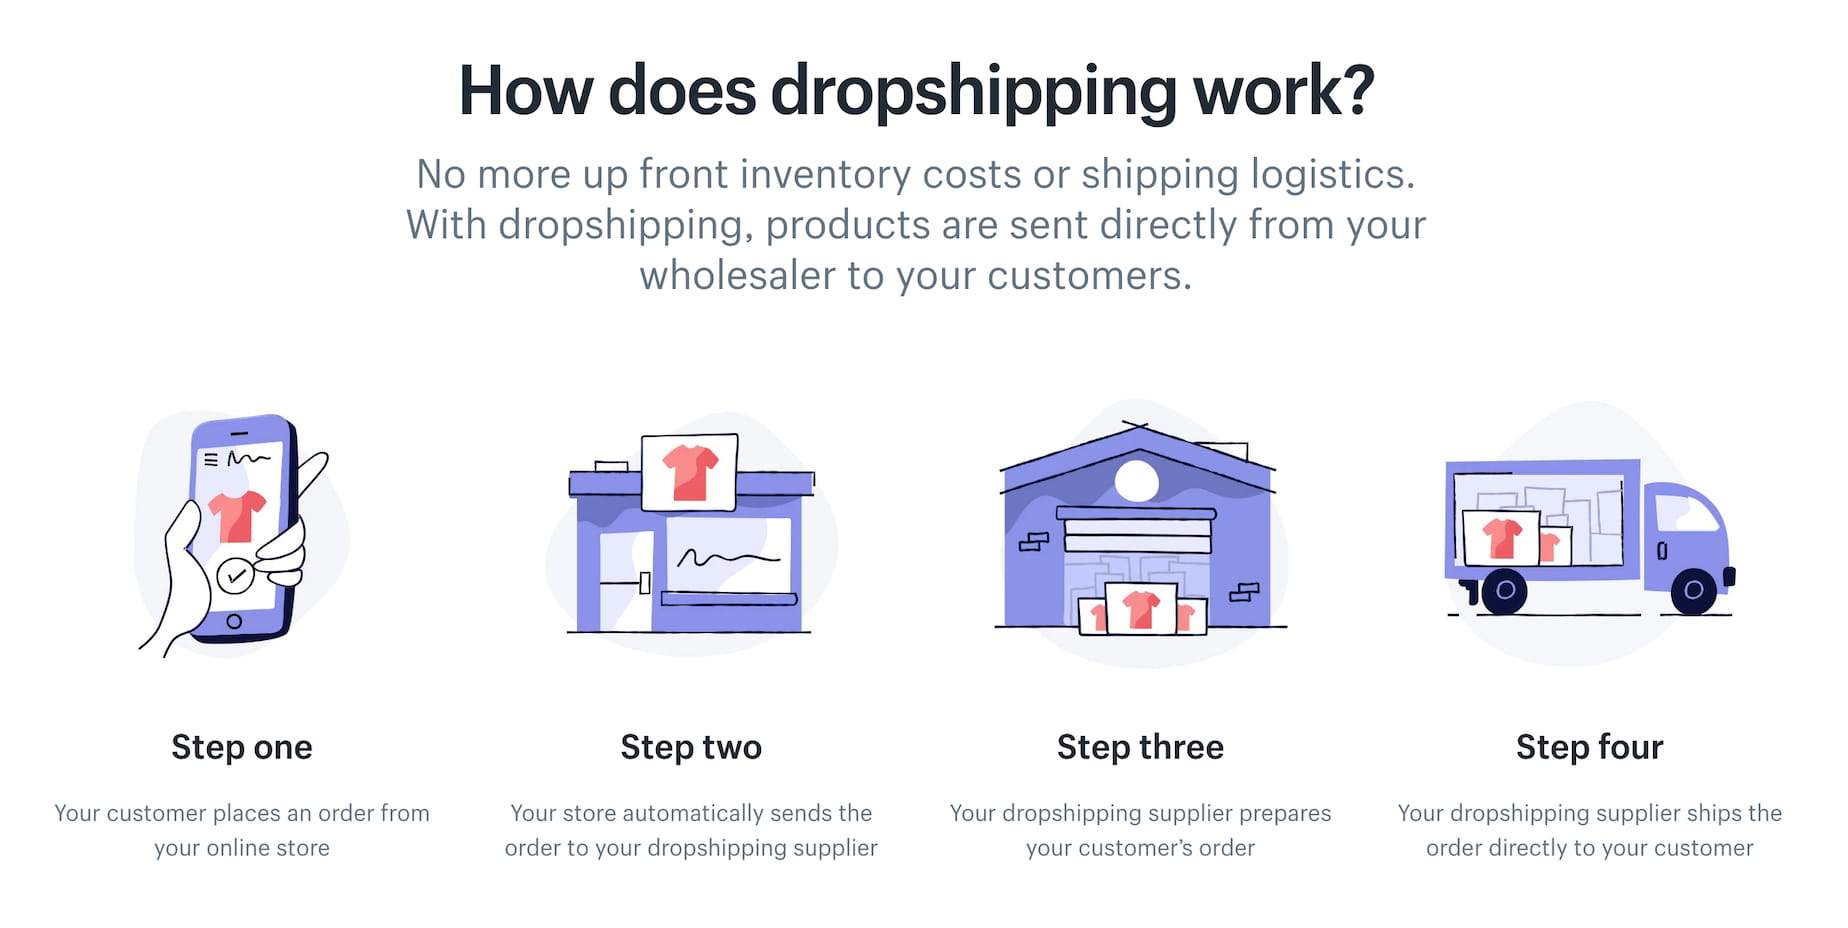 How does dropshipping work?
No more up front inventory costs or shipping logistics.
With dropshipping, products are sent directly from your
wholesaler to your customers.
Step one
Your customer places an order from
your online store
Step two
Your store automatically sends the
order to your dropshipping supplier
Step three
Your dropshipping supplier prepares
your customer’s order
Step four
Your dropshipping supplier ships the
order directly to your customer